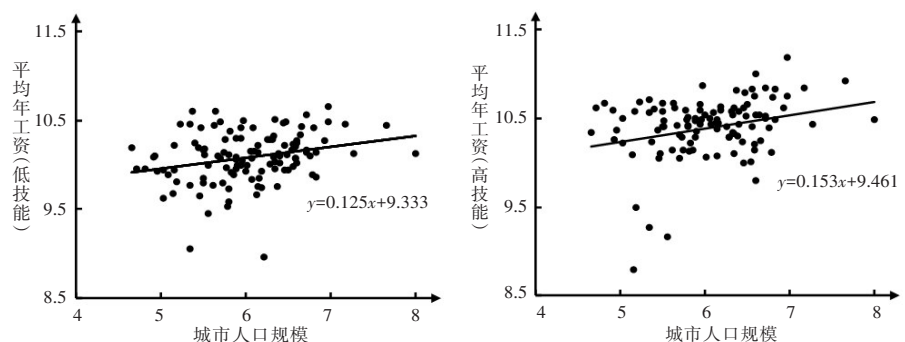 11.5
10.5
9.5
8.5
平均年工资(低技能)
y=0.125x+9.333
4 5 6 7 8
城市人口规模
11.5
10.5
9.5
8.5
平均年工资(高技能)
y=0.153x+9.461
4 5 6 7 8
城市人口规模